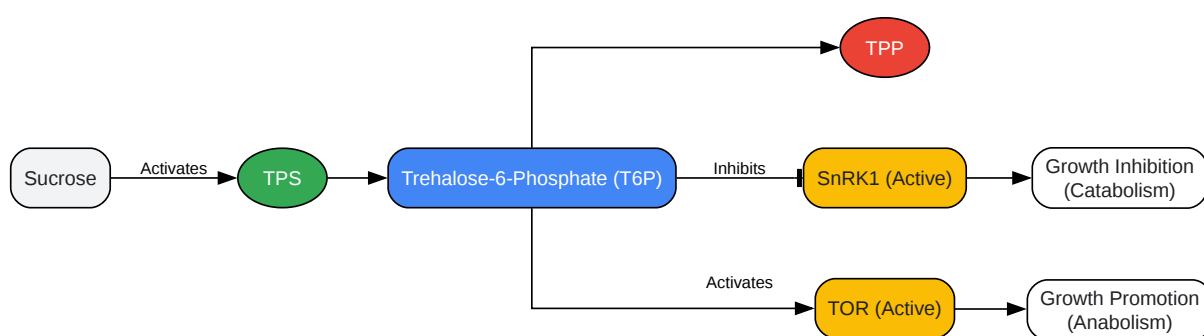 TPP
Sucrose
Activates
TPS
Trehalose-6-Phosphate (T6P)
Inhibits
SnRK1 (Active)
Growth Inhibition
(Catabolism)
Activates
TOR (Active)
Growth Promotion
(Anabolism)